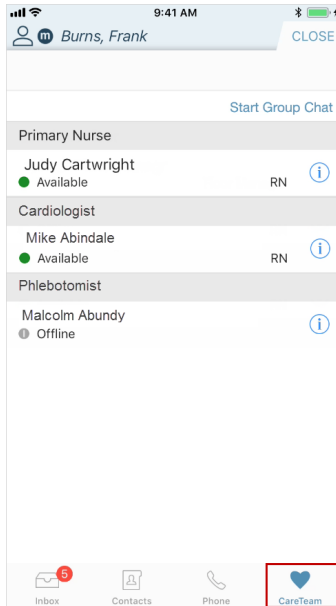 9:41 AM
m Burns, Frank CLOSE
Start Group Chat
Primary Nurse
Judy Cartwright
Available RN
Cardiologist
Mike Abindale
Available RN
Phlebotomist
Malcolm Abundy
Offline
5
Inbox Contacts Phone CareTeam